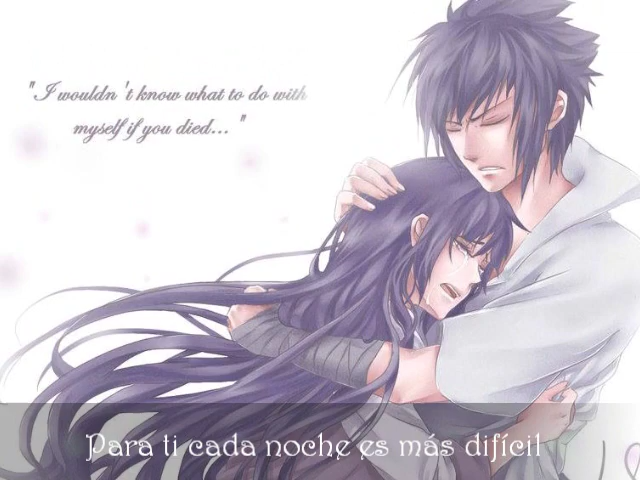 "I wouldn't know what to do with
myself if you died... "
Para ti cada noche es más difícil